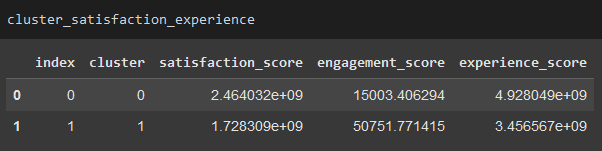 cluster_satisfaction_experience
index cluster satisfaction_score engagement_score experience_score
0 0 0 2.464032e+09 15003.406294 4.928049e+09
1 1 1 1.728309e+09 50751.771415 3.456567e+09